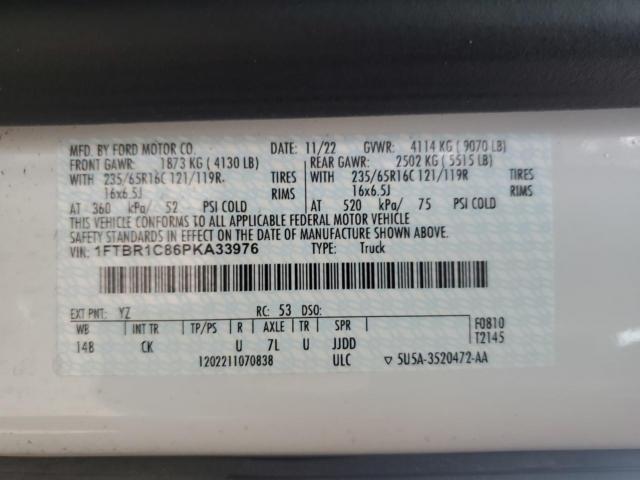 MFD. BY FORD MOTOR CO. DATE: 11/22 GVWR: 4114 KG ( 9070 LB)
FRONT GAWR: 1873 KG ( 4130 LB) REAR GAWR: 2502 KG ( 5515 LB)
WITH 235/65R16C 121/119R- TIRES WITH 235/65R16C 121/119R TIRES
16x6.5J RIMS 16x6.5J RIMS
AT 360 kPa/ 52 PSI COLD AT 520 kPa/ 75 PSI COLD
THIS VEHICLE CONFORMS TO ALL APPLICABLE FEDERAL MOTOR VEHICLE
SAFETY STANDARDS IN EFFECT ON THE DATE OF MANUFACTURE SHOWN ABOVE.
VIN: 1FTBR1C86PKA33976 TYPE: Truck
EXT PNT: YZ RC: 53 DSO:
WB INT TR TP/PS R AXLE TR SPR F0810
148 CK U 7L U JJDD T2145
1202211070838 ULC ▽ 5U5A-3520472-AA